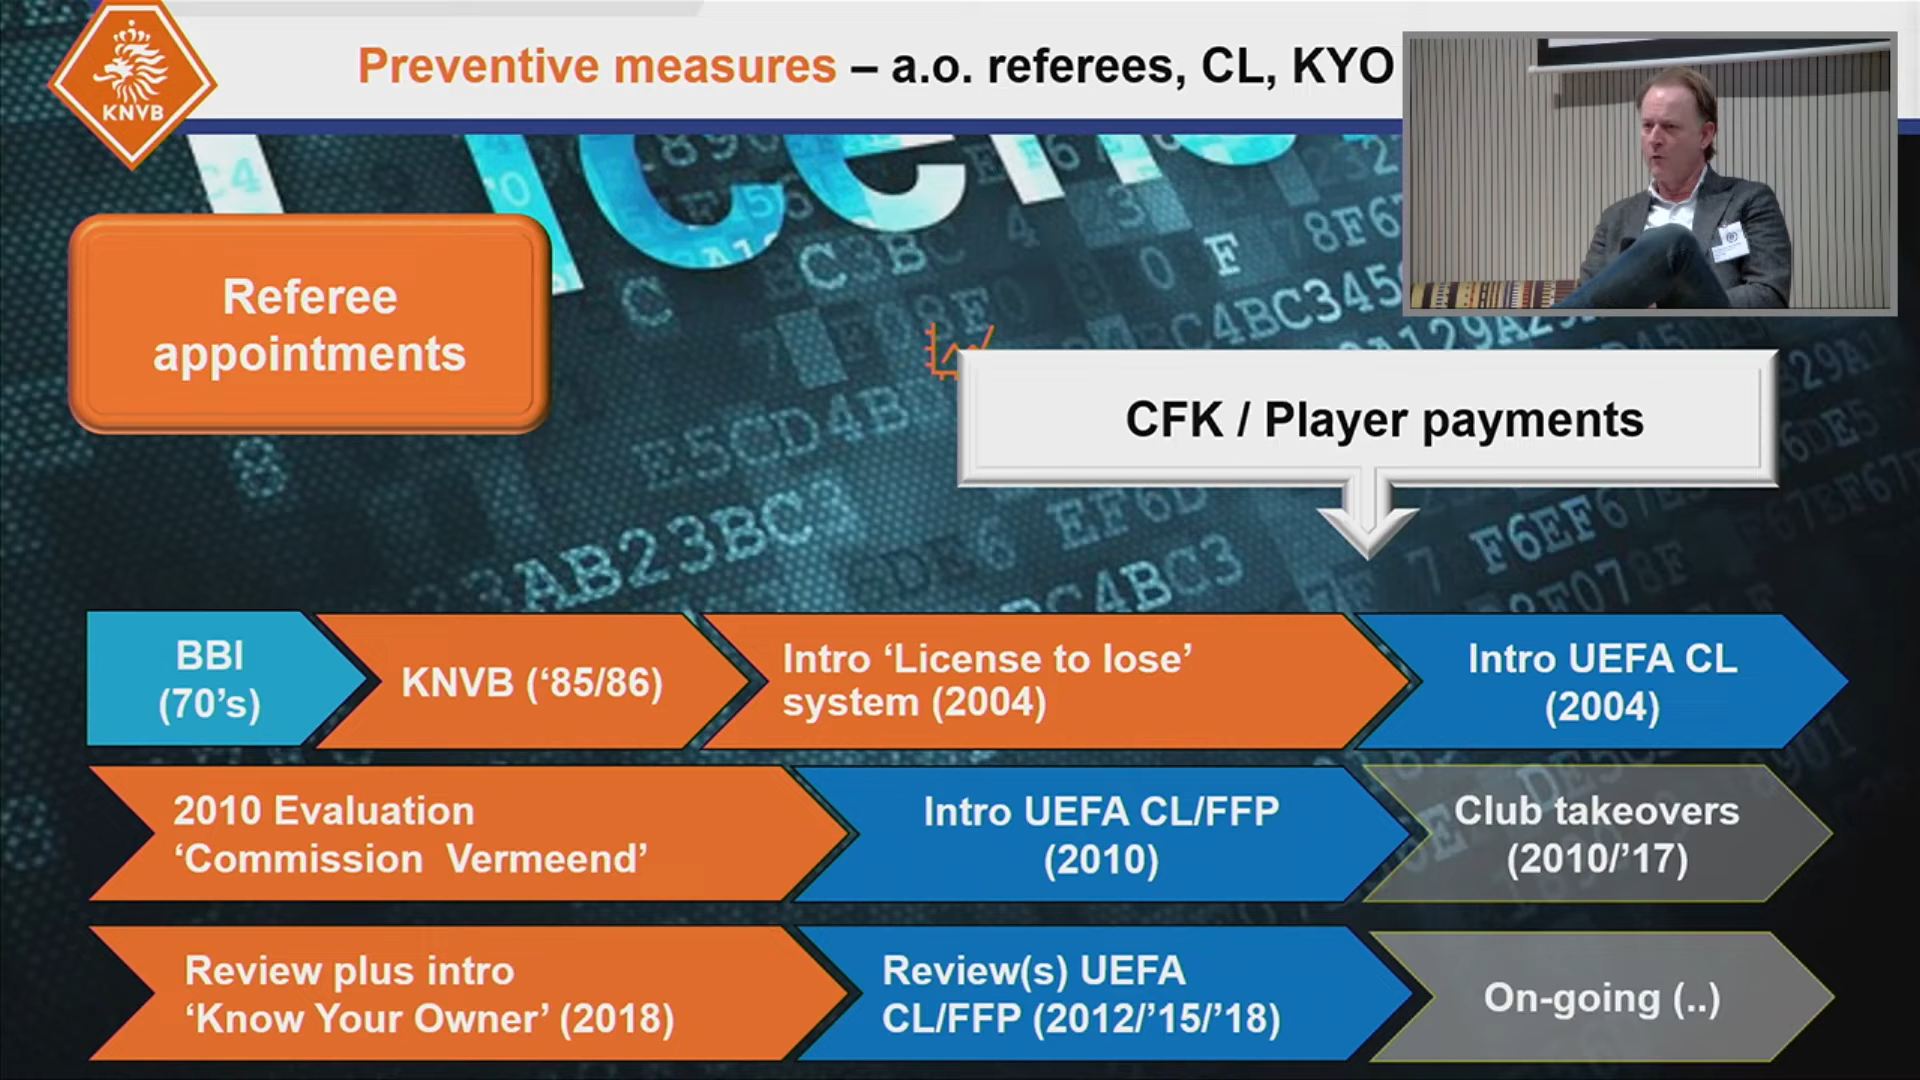 KNVB
Preventive measures – a.o. referees, CL, KYO
Referee
appointments
CFK / Player payments
BBI
(70’s)
KNVB (‘85/86)
Intro ‘License to lose’
system (2004)
Intro UEFA CL
(2004)
2010 Evaluation
‘Commission Vermeend’
Intro UEFA CL/FFP
(2010)
Club takeovers
(2010/’17)
Review plus intro
‘Know Your Owner’ (2018)
Review(s) UEFA
CL/FFP (2012/’15/’18)
On-going (..)